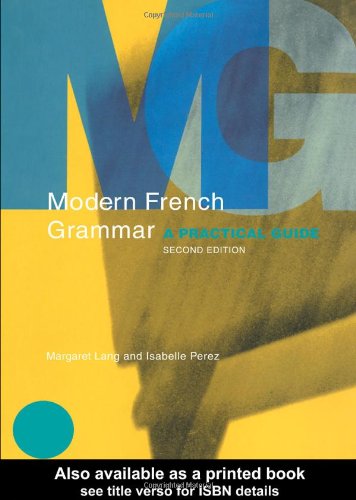 MG
Modern French
Grammar A PRACTICAL GUIDE
SECOND EDITION
Margaret Lang and Isabelle Perez
Also available as a printed book
see title verso for ISBN details